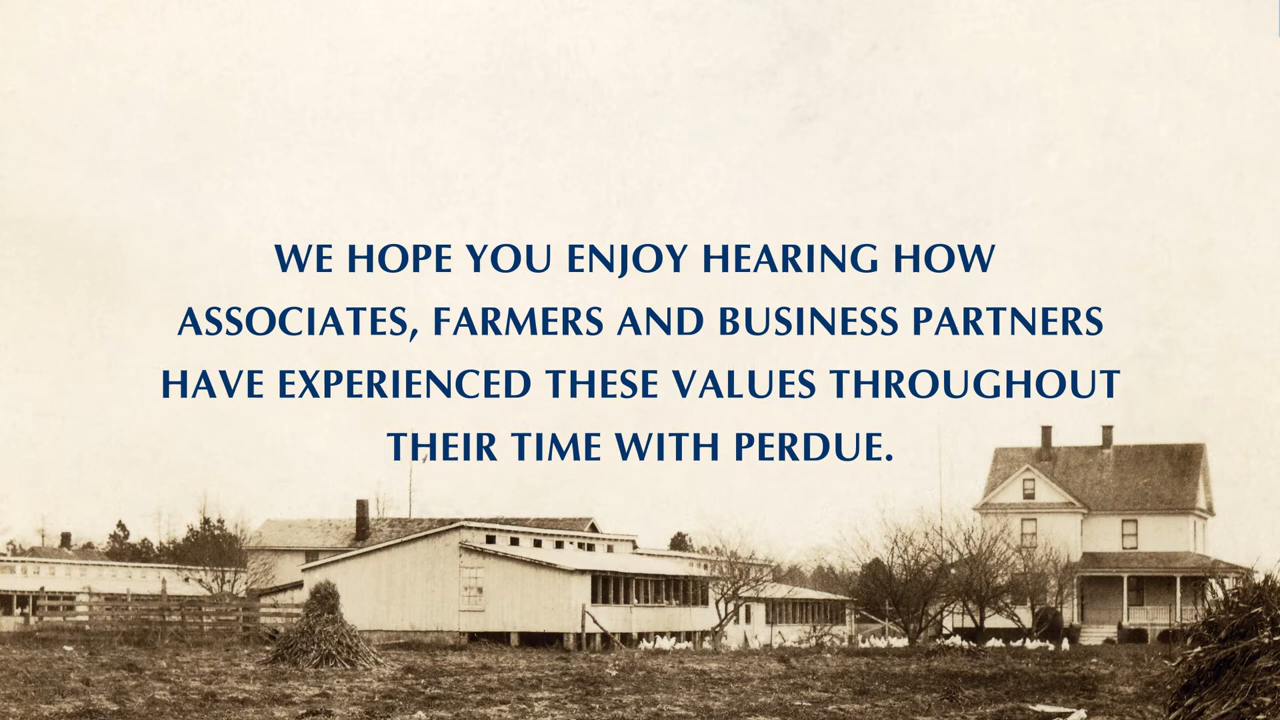 WE HOPE YOU ENJOY HEARING HOW
ASSOCIATES, FARMERS AND BUSINESS PARTNERS
HAVE EXPERIENCED THESE VALUES THROUGHOUT
THEIR TIME WITH PERDUE.